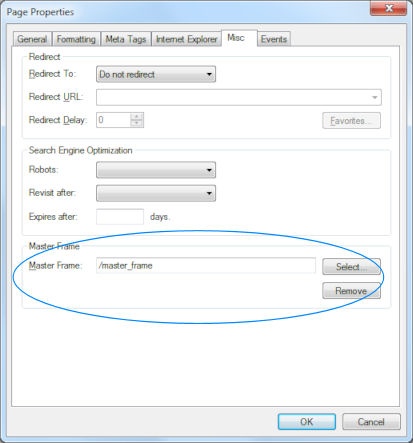 Page Properties
General Formatting Meta Tags Internet Explorer Misc Events
Redirect
Redirect To: Do not redirect
Redirect URL:
Redirect Delay: 0 Favorites...
Search Engine Optimization
Robots:
Revisit after:
Expires after: days.
Master Frame
Master Frame: /master_frame Select...
Remove
OK Cancel